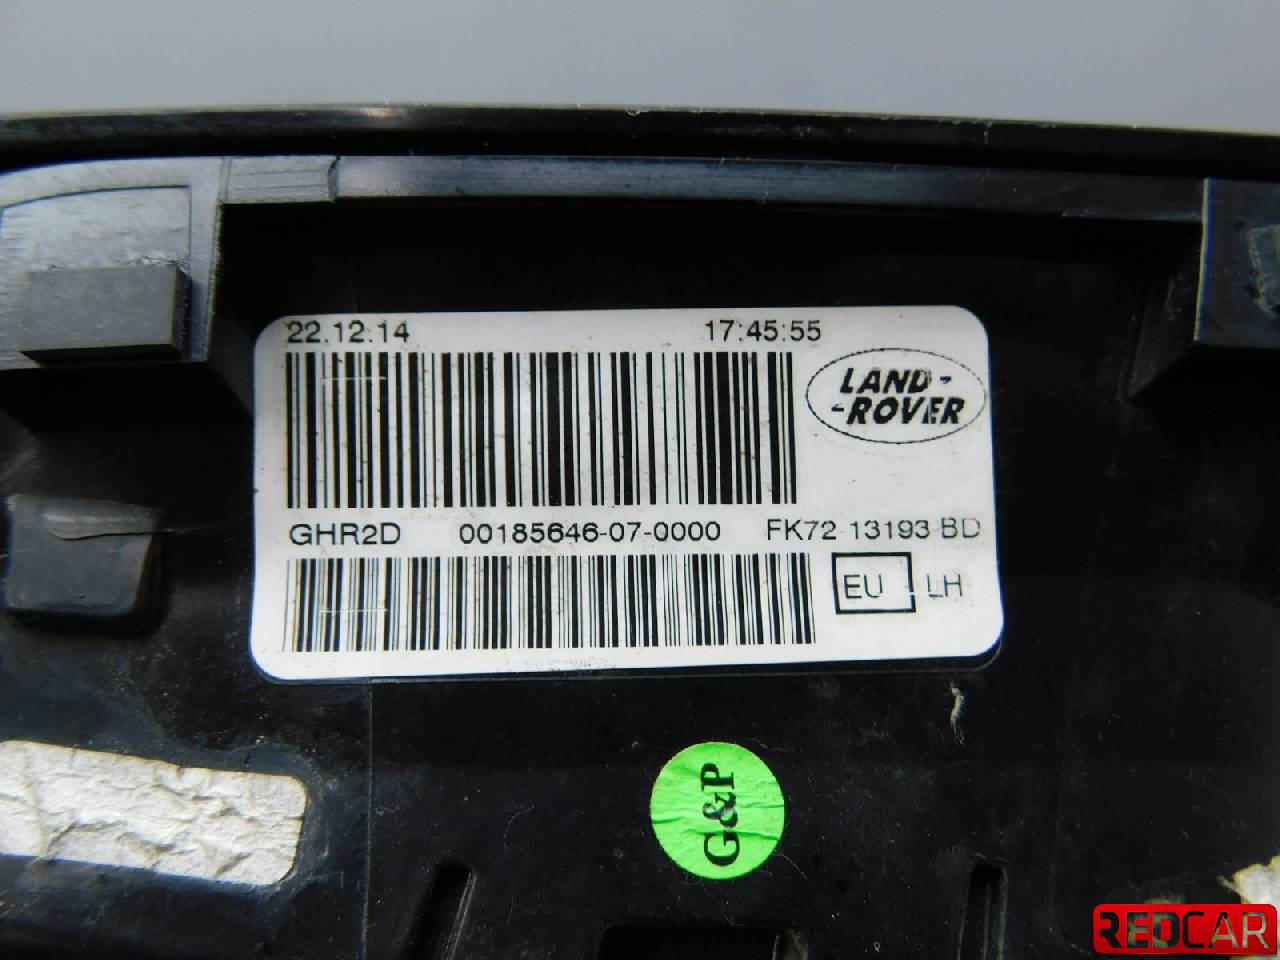 22.12.14 17:45:55
LAND-
-ROVER
GHR2D 00185646-07-0000 FK72-13193-BD
EU LH
G&P
REDCAR